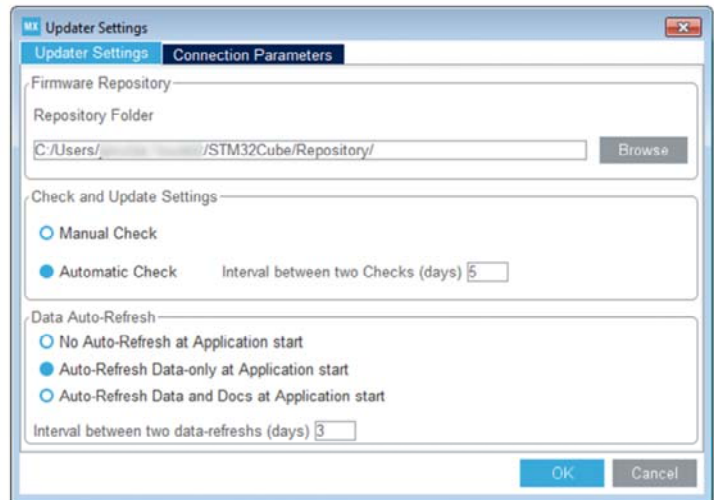 MX Updater Settings
Updater Settings Connection Parameters
Firmware Repository
Repository Folder
C:/Users/ /STM32Cube/Repository/ Browse
Check and Update Settings
Manual Check
Automatic Check Interval between two Checks (days) 5
Data Auto-Refresh
No Auto-Refresh at Application start
Auto-Refresh Data-only at Application start
Auto-Refresh Data and Docs at Application start
Interval between two data-refreshs (days) 3
OK Cancel